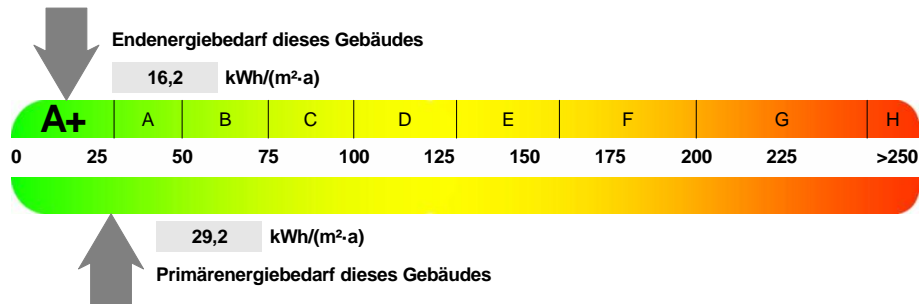 Endenergiebedarf dieses Gebäudes
16,2 kWh/(m²·a)
A+ A B C D E F G H
0 25 50 75 100 125 150 175 200 225 >250
29,2 kWh/(m²·a)
Primärenergiebedarf dieses Gebäudes